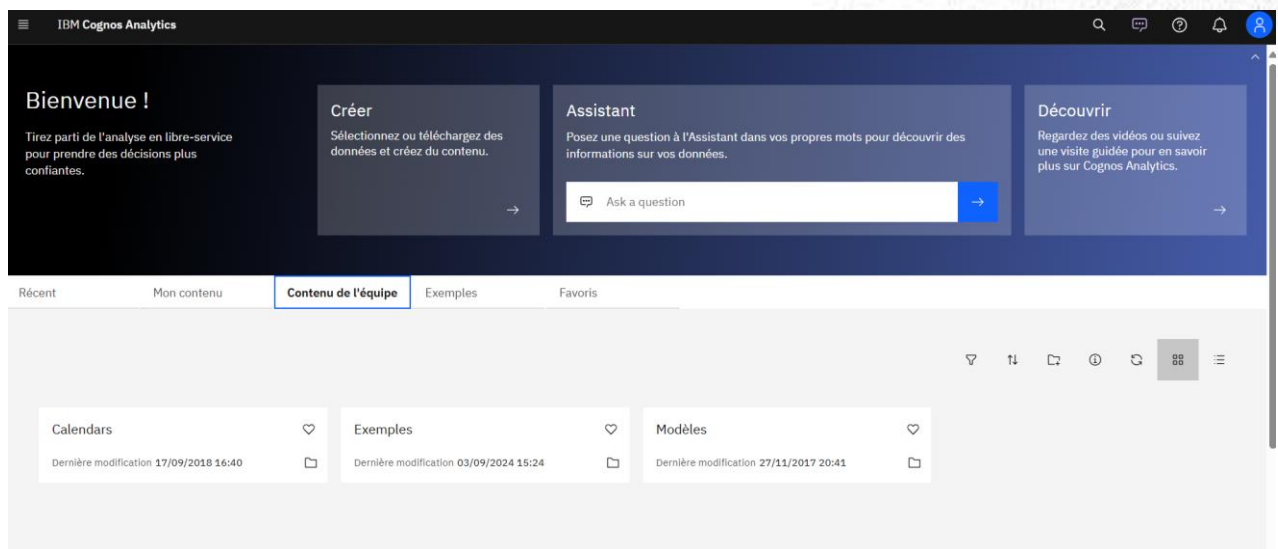 IBM Cognos Analytics
Bienvenue !
Tirez parti de l'analyse en libre-service
pour prendre des décisions plus
confiantes.
Créer
Sélectionnez ou téléchargez des
données et créez du contenu.
Assistant
Posez une question à l'Assistant dans vos propres mots pour découvrir des
informations sur vos données.
Ask a question
Découvrir
Regardez des vidéos ou suivez
une visite guidée pour en savoir
plus sur Cognos Analytics.
Récent
Mon contenu
Contenu de l'équipe
Exemples
Favoris
Calendars
Dernière modification 17/09/2018 16:40
Exemples
Dernière modification 03/09/2024 15:24
Modèles
Dernière modification 27/11/2017 20:41